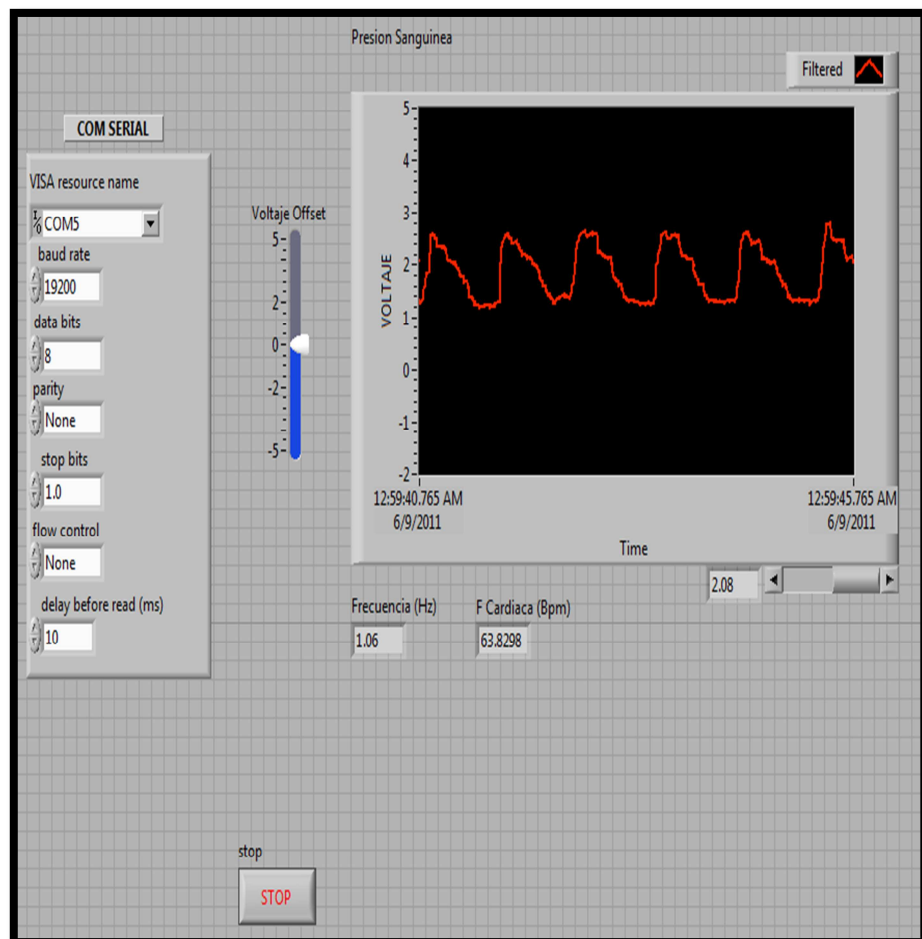 Presion Sanguinea
Filtered
COM SERIAL
VISA resource name
I/O COM5
baud rate
19200
data bits
8
parity
None
stop bits
1.0
flow control
None
delay before read (ms)
10
Voltaje Offset
5
2
0
-2
-5
VOLTAJE
5
4
3
2
1
0
-1
-2
12:59:40.765 AM
6/9/2011
12:59:45.765 AM
6/9/2011
Time
2.08
Frecuencia (Hz)
1.06
F Cardiaca (Bpm)
63.8298
stop
STOP